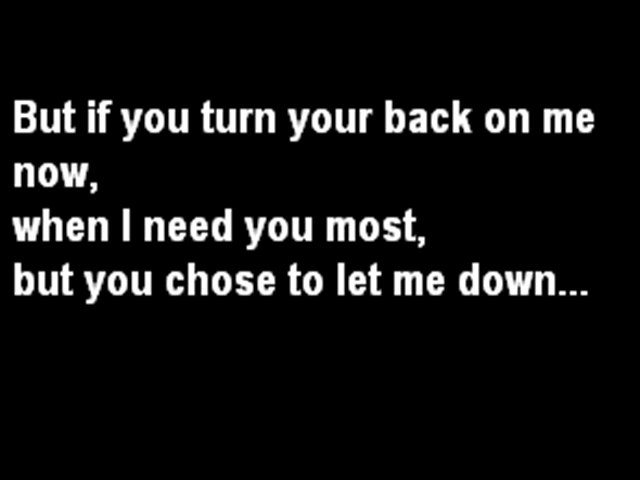 But if you turn your back on me
now,
when I need you most,
but you chose to let me down...